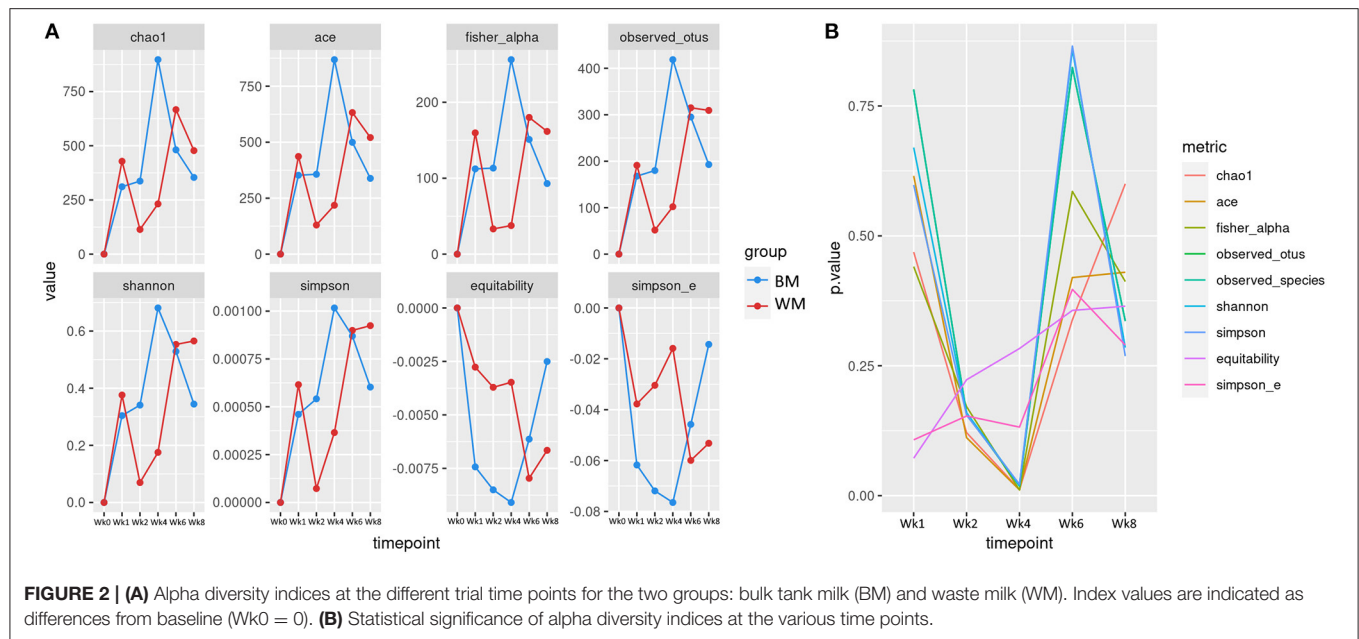 A
chao1
ace
fisher_alpha
observed_otus
750
500
250
0
750
500
250
0
200
100
0
400
300
200
100
0
value
shannon
simpson
equitability
simpson_e
0.6
0.4
0.2
0.0
0.00100
0.00075
0.00050
0.00025
0.00000
0.0000
-0.0025
-0.0050
-0.0075
0.00
-0.02
-0.04
-0.06
-0.08
Wk0 Wk1 Wk2 Wk4 Wk6 Wk8
Wk0 Wk1 Wk2 Wk4 Wk6 Wk8
Wk0 Wk1 Wk2 Wk4 Wk6 Wk8
Wk0 Wk1 Wk2 Wk4 Wk6 Wk8
timepoint
group
BM
WM
B
0.75
0.50
0.25
0.00
p.value
Wk1 Wk2 Wk4 Wk6 Wk8
timepoint
metric
chao1
ace
fisher_alpha
observed_otus
observed_species
shannon
simpson
equitability
simpson_e
FIGURE 2 | (A) Alpha diversity indices at the different trial time points for the two groups: bulk tank milk (BM) and waste milk (WM). Index values are indicated as
differences from baseline (Wk0 = 0). (B) Statistical significance of alpha diversity indices at the various time points.